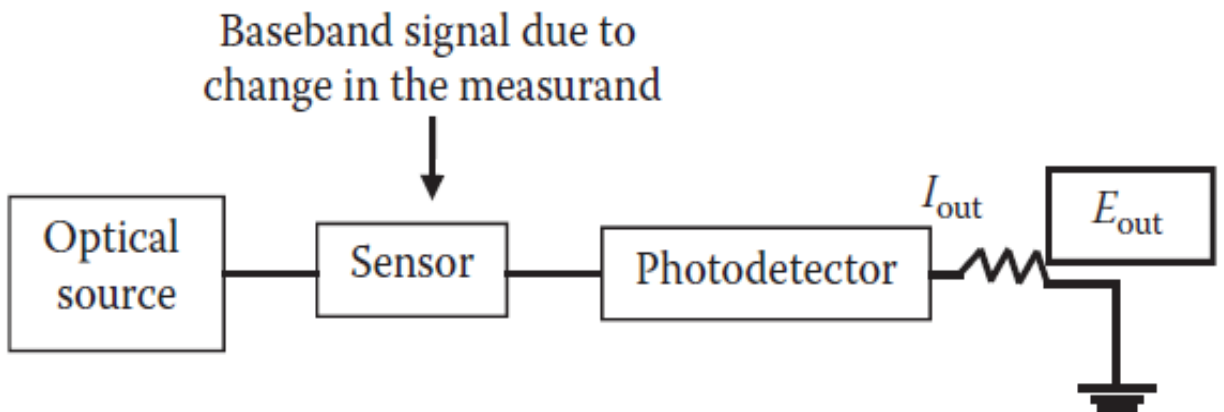 Baseband signal due to
change in the measurand
Optical
source
Sensor
Photodetector
I_out
E_out